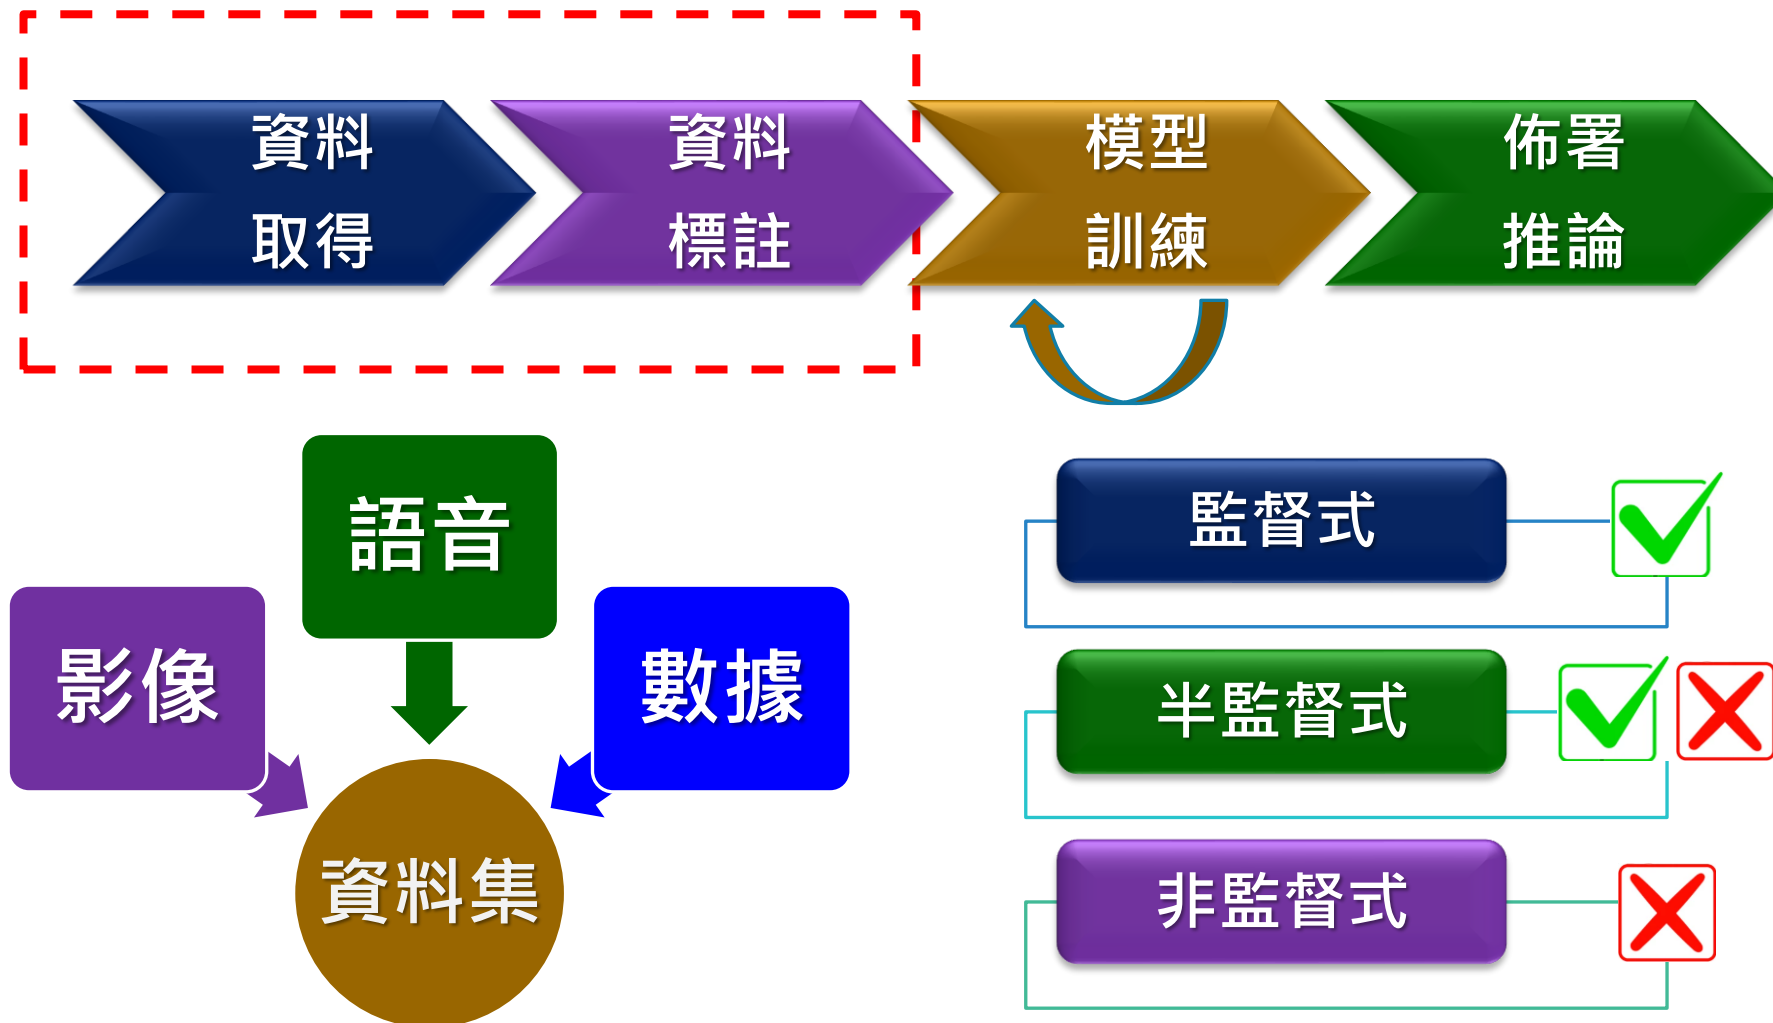 資料
取得
資料
標註
模型
訓練
佈署
推論
語音
影像
數據
資料集
監督式
半監督式
非監督式